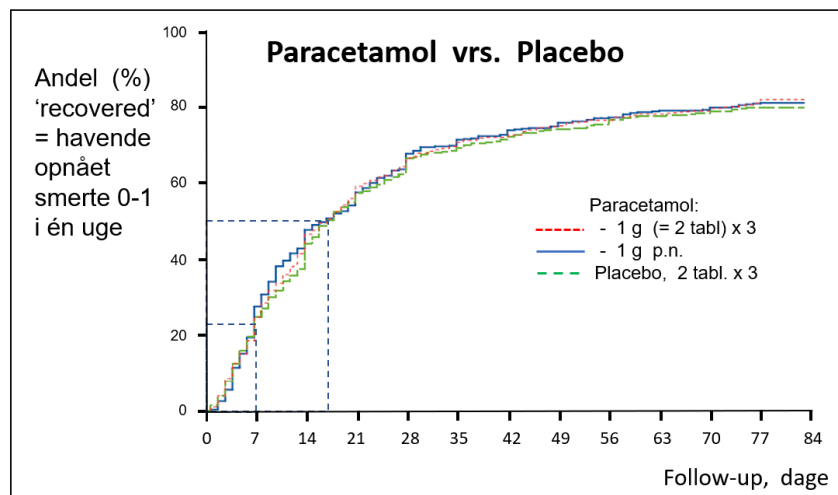 Paracetamol vrs. Placebo
Andel (%)
‘recovered’
= havende
opnået
smerte 0-1
i én uge
100
80
60
40
20
0
Paracetamol:
- 1 g (= 2 tabl) x 3
- 1 g p.n.
Placebo, 2 tabl. x 3
0 7 14 21 28 35 42 49 56 63 70 77 84
Follow-up, dage